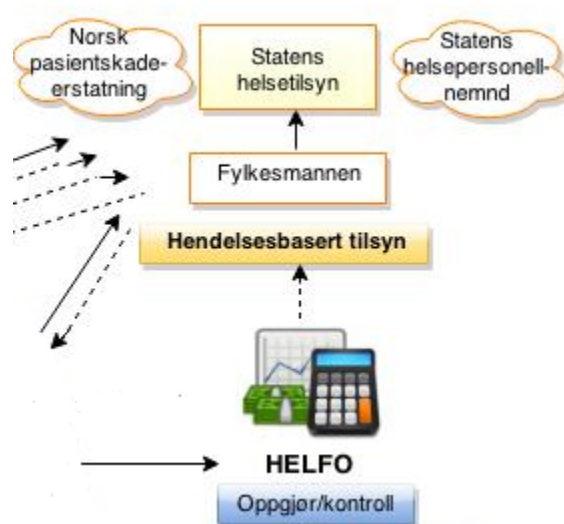 Norsk
pasientskade-
erstatning
Statens
helsetilsyn
Statens
helsepersonell-
nemnd
Fylkesmannen
Hendelsesbasert tilsyn
HELFO
Oppgjør/kontroll